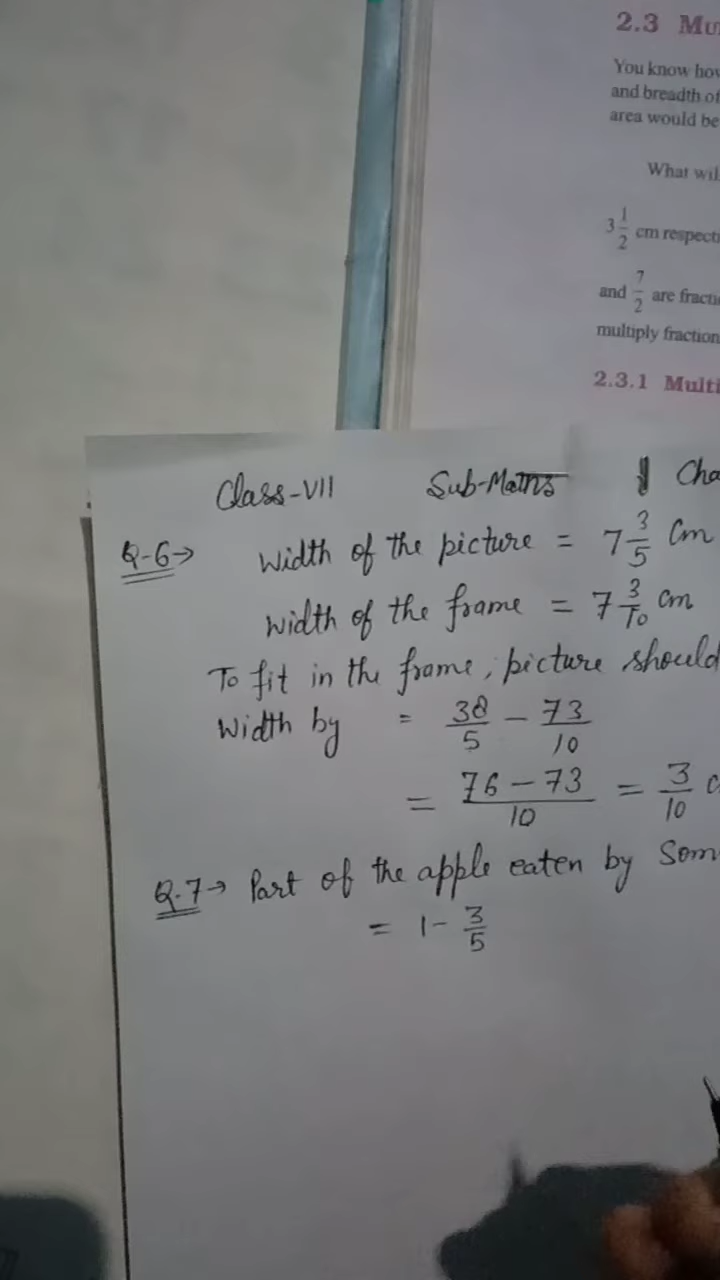 2.3 Mu
You know how
and breadth of
area would be
What wil
3 1/2 cm respect
and 7/2 are fracti
multiply fraction
2.3.1 Multi
Class-VII Sub-Maths Cha
Q-6→ Width of the picture = 7 3/5 Cm
Width of the frame = 7 3/10 cm
To fit in the frame, picture should
Width by = 38/5 - 73/10
= 76-73/10 = 3/10 c
Q.7→ Part of the apple eaten by Som
= 1- 3/5